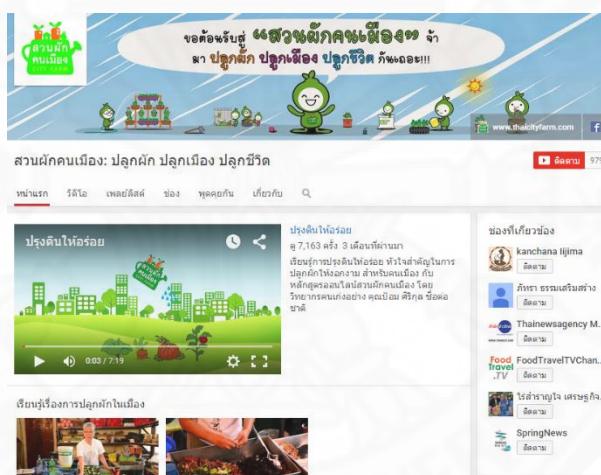 สวนผัก
คนเมือง
CITY FARM
ขอต้อนรับสู่ “สวนผักคนเมือง” จ้า
มา ปลูกผัก ปลูกเมือง ปลูกชีวิต กันเถอะ!!!
www.thaicityfarm.com
สวนผักคนเมือง: ปลูกผัก ปลูกเมือง ปลูกชีวิต
ติดตาม 979
หน้าแรก วิดีโอ เพลย์ลิสต์ ช่อง พูดคุยกัน เกี่ยวกับ
ปรุงดินให้อร่อย
0:03 / 7:19
ปรุงดินให้อร่อย
ดู 7,163 ครั้ง 3 เดือนที่ผ่านมา
เรียนรู้การปรุงดินให้อร่อย หัวใจสำคัญในการ
ปลูกผักให้งอกงาม สำหรับคนเมือง กับ
หลักสูตรออนไลน์สวนผักคนเมือง โดย
วิทยากรคนเก่งอย่าง คุณป้อม ศิริกุล ซื่อต่อ
ชาติ
ช่องที่เกี่ยวข้อง
kanchana lijima
ติดตาม
ภัทรา ธรรมเสริมสร้าง
ติดตาม
Thainewsagency M.
ติดตาม
Food
Travel
.TV
FoodTravelTVChan..
ติดตาม
ไร่สำราญใจ เศรษฐกิจ.
ติดตาม
SpringNews
ติดตาม
เรียนรู้เรื่องการปลูกผักในเมือง